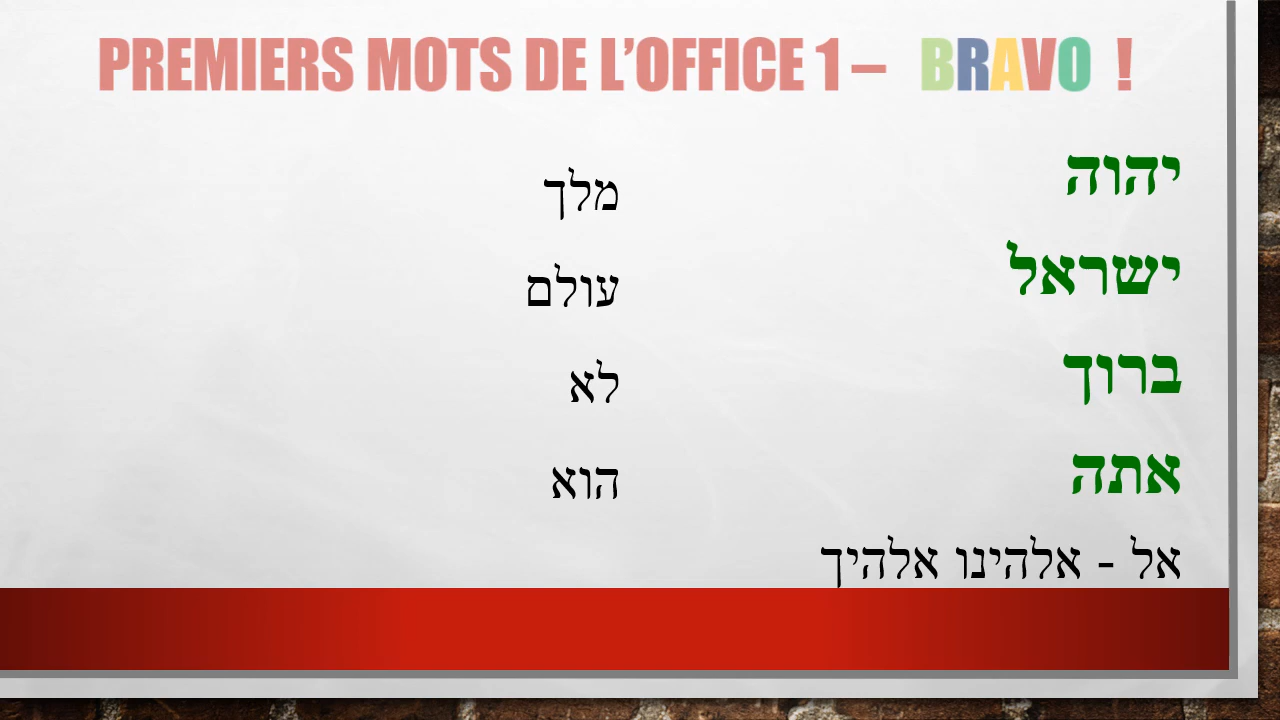 PREMIERS MOTS DE L’OFFICE 1 – BRAVO !
יהוה
ישראל
ברוך
אתה
אל - אלהינו אלהיך
מלך
עולם
לא
הוא